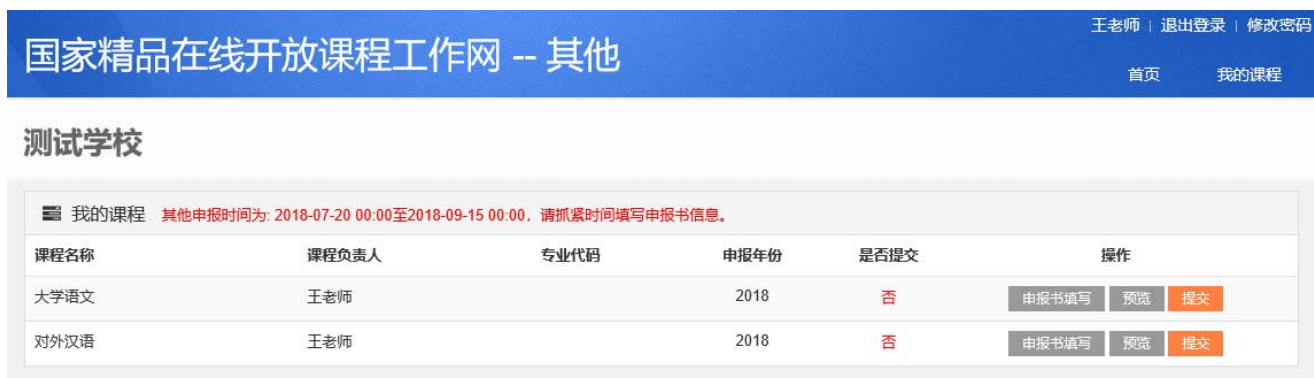 王老师 | 退出登录 | 修改密码
国家精品在线开放课程工作网 -- 其他
首页 我的课程
测试学校
我的课程 其他申报时间为: 2018-07-20 00:00至2018-09-15 00:00，请抓紧时间填写申报书信息。
课程名称 课程负责人 专业代码 申报年份 是否提交 操作
大学语文 王老师 2018 否 申报书填写 预览 提交
对外汉语 王老师 2018 否 申报书填写 预览 提交